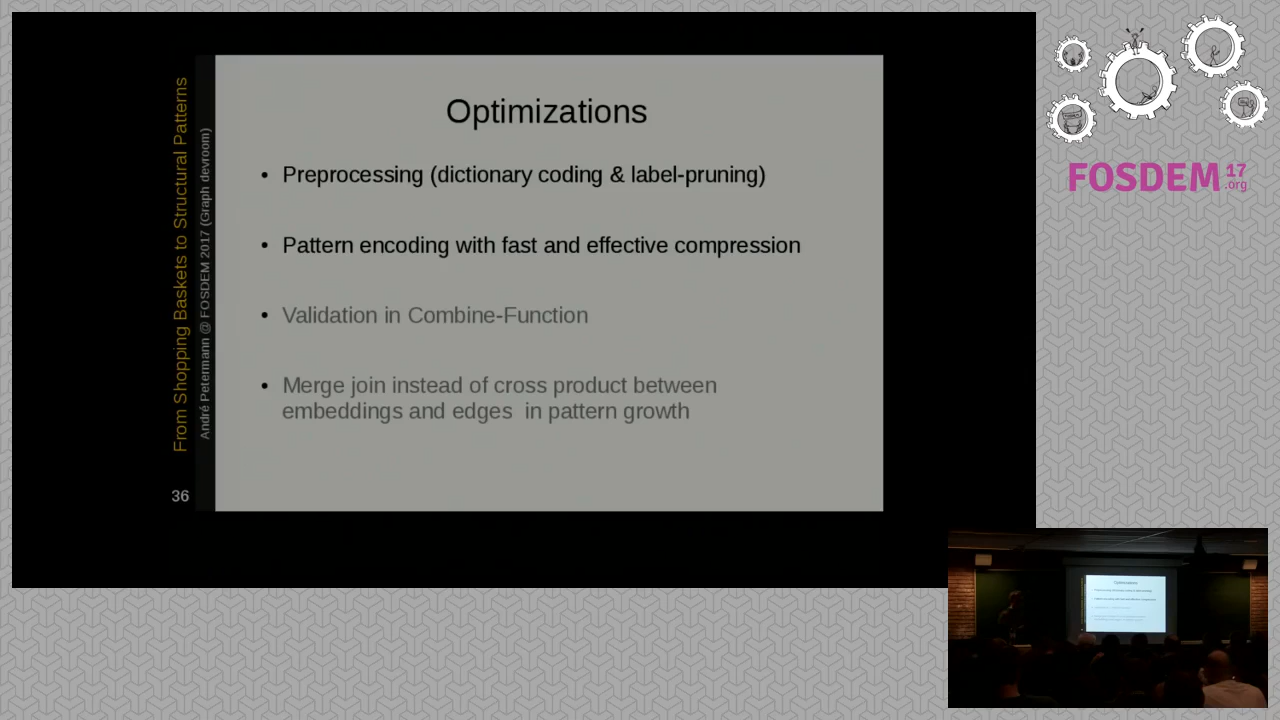 From Shopping Baskets to Structural Patterns
André Petermann @ FOSDEM 2017 (Graph devroom)
36
Optimizations
• Preprocessing (dictionary coding & label-pruning)
• Pattern encoding with fast and effective compression
• Validation in Combine-Function
• Merge join instead of cross product between
embeddings and edges in pattern growth
FOSDEM 17
.org
Optimizations